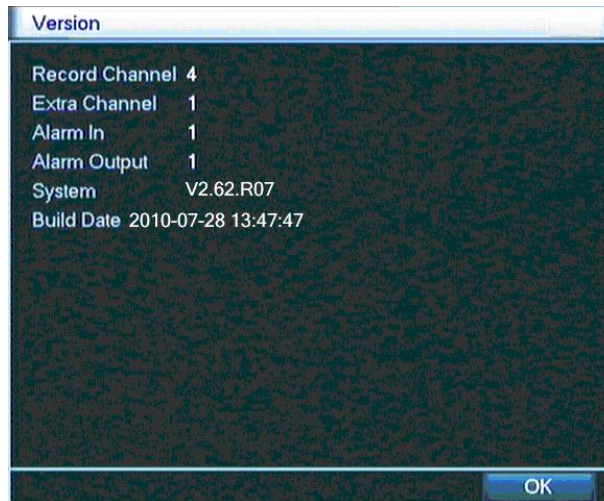 Version
Record Channel 4
Extra Channel 1
Alarm In 1
Alarm Output 1
System V2.62.R07
Build Date 2010-07-28 13:47:47
OK